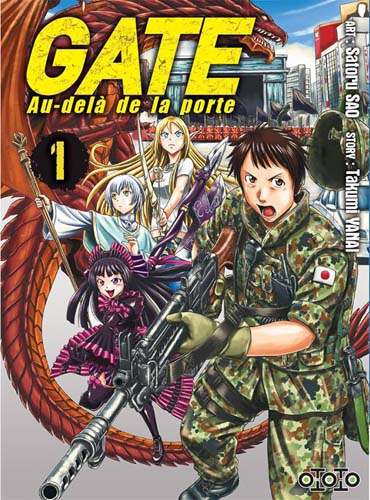 GATE
Au-delà de la porte
1
ART : Satoru SAO STORY : Takumi YANAI
OTOTO